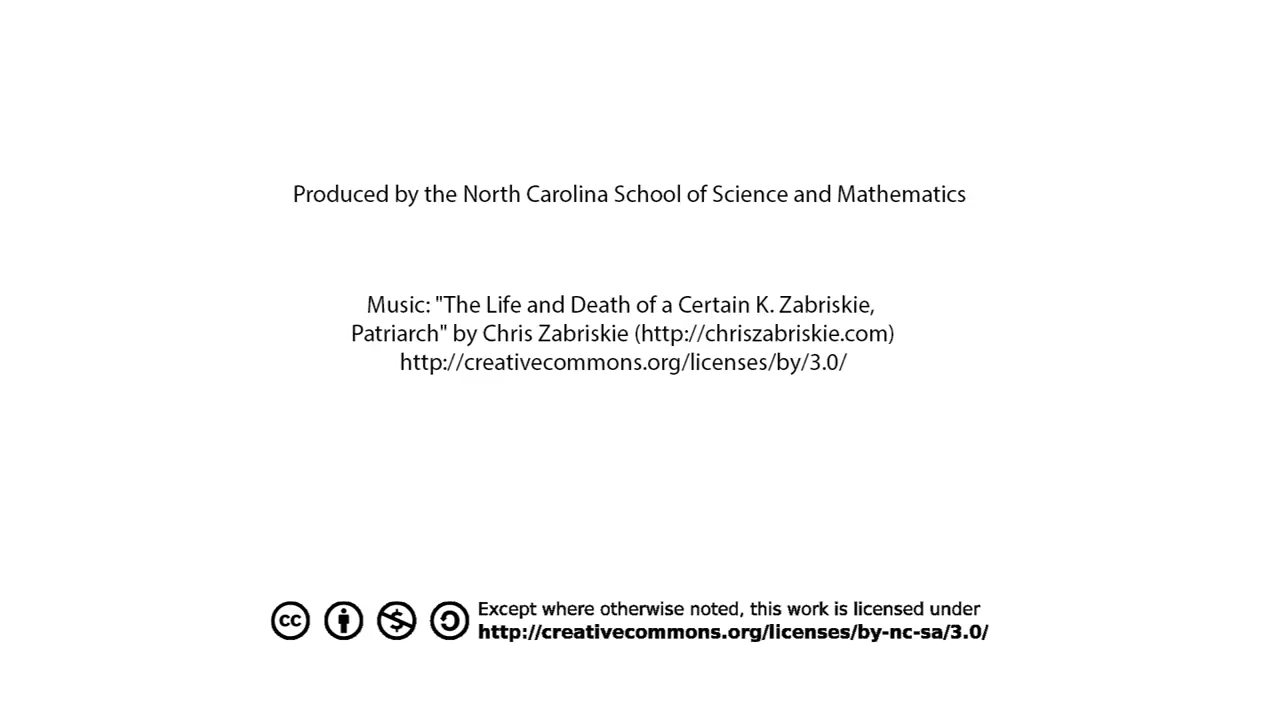 Produced by the North Carolina School of Science and Mathematics
Music: "The Life and Death of a Certain K. Zabriskie,
Patriarch" by Chris Zabriskie (http://chriszabriskie.com)
http://creativecommons.org/licenses/by/3.0/
cc
$
Except where otherwise noted, this work is licensed under
http://creativecommons.org/licenses/by-nc-sa/3.0/